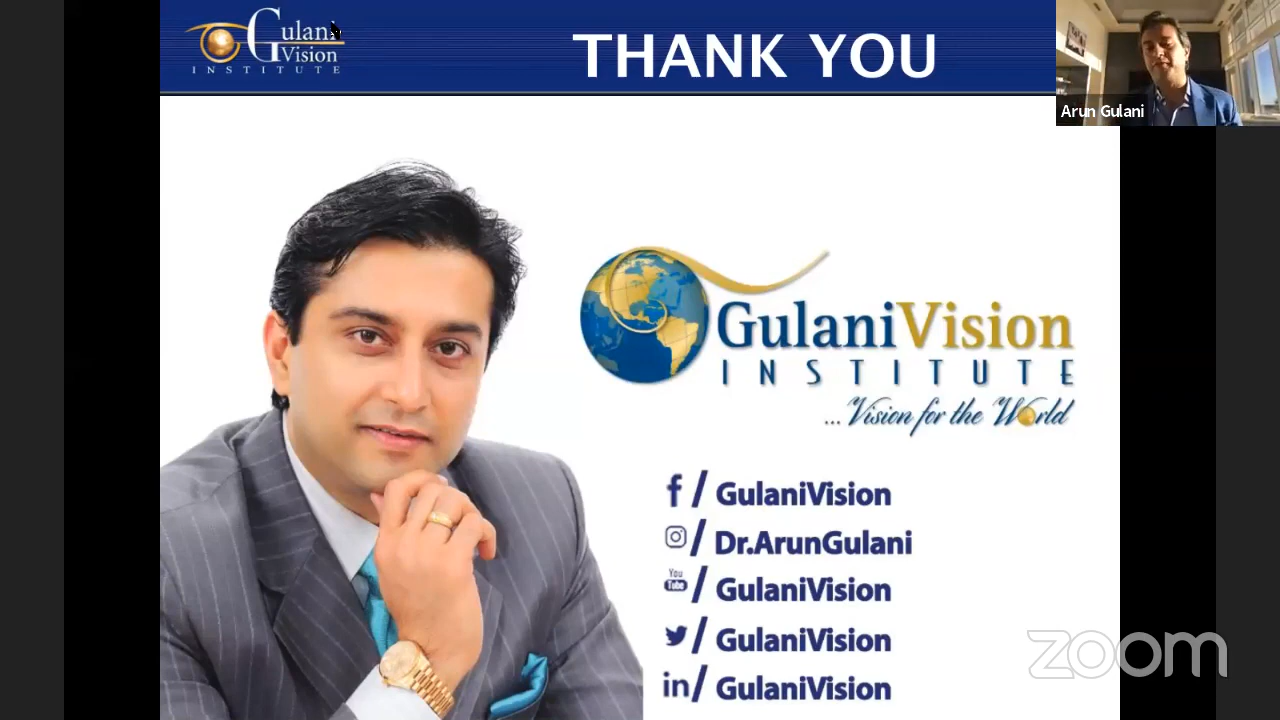 Gulani
Vision
INSTITUTE
THANK YOU
Arun Gulani
GulaniVision
INSTITUTE
...Vision for the World
f / GulaniVision
/ Dr.ArunGulani
You Tube / GulaniVision
/ GulaniVision
in / GulaniVision
zoom